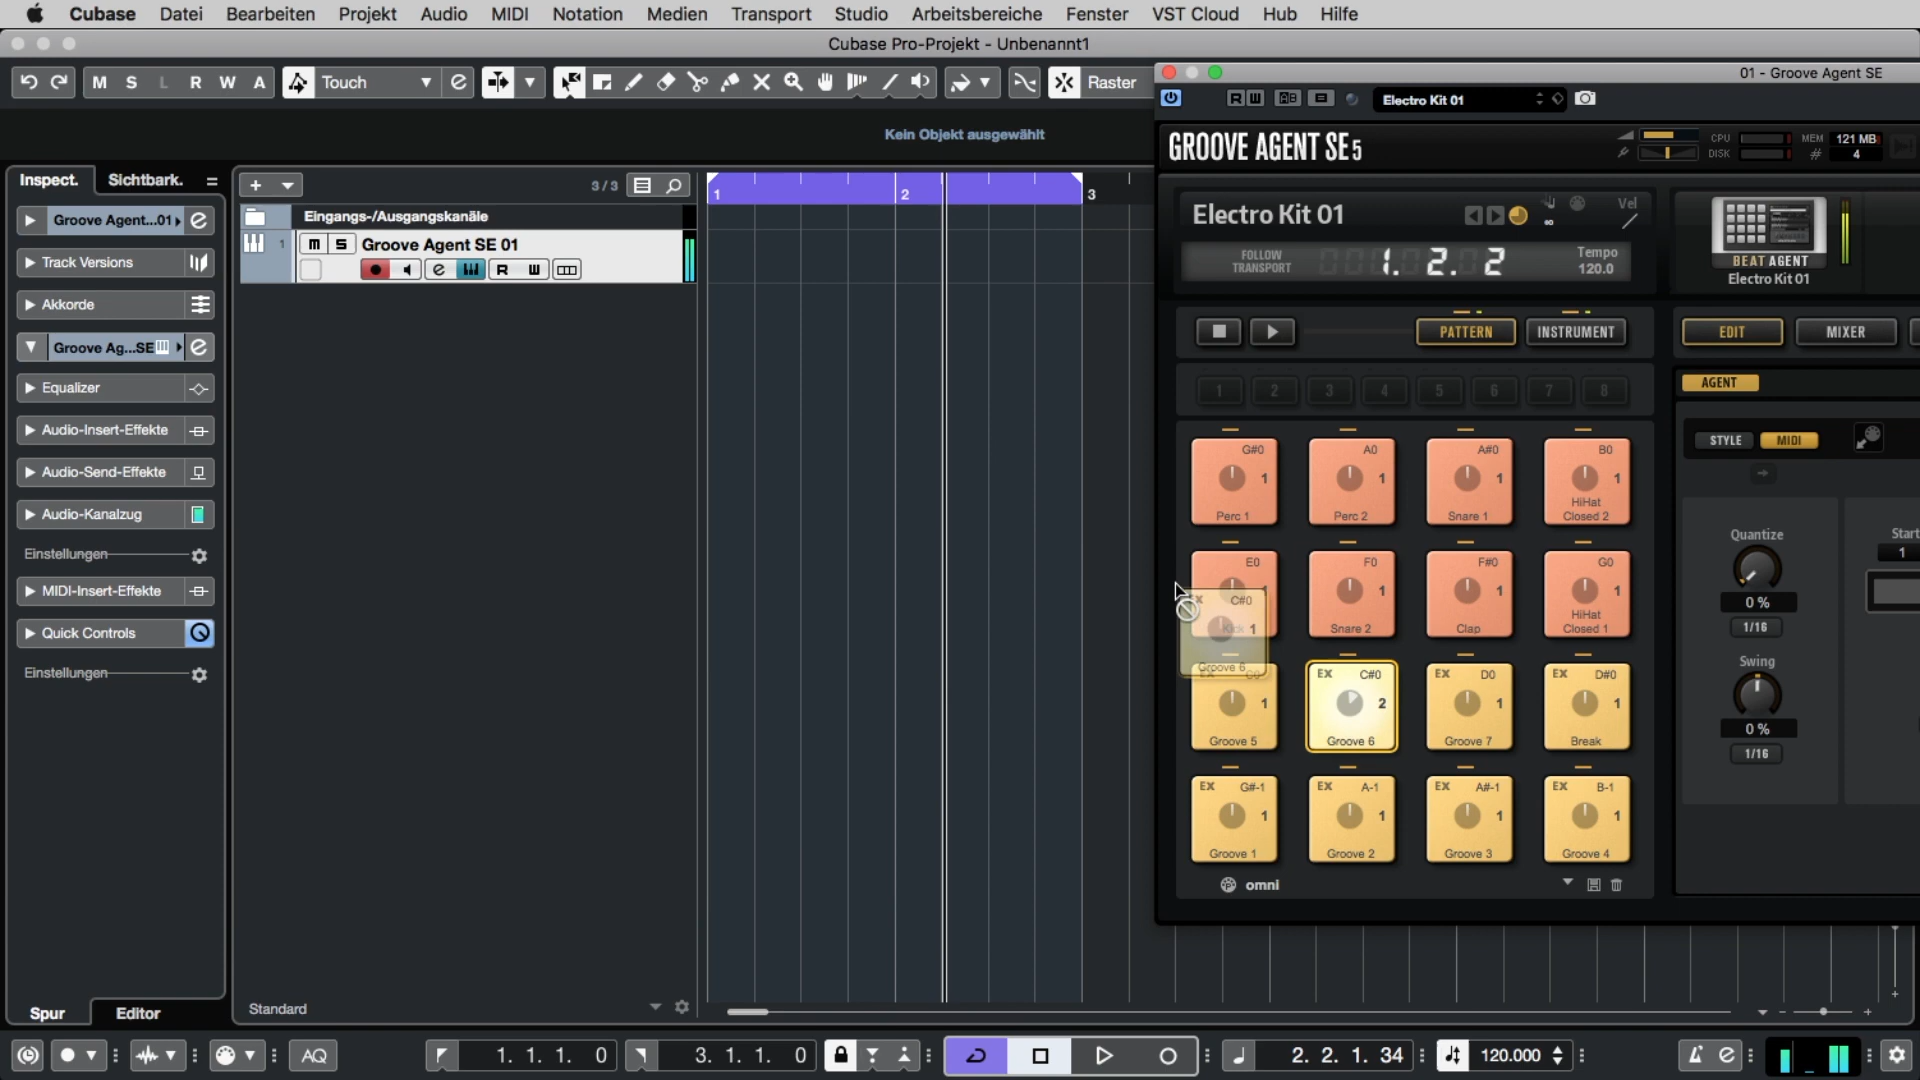 Cubase Datei Bearbeiten Projekt Audio MIDI Notation Medien Transport Studio Arbeitsbereiche Fenster VST Cloud Hub Hilfe
Cubase Pro-Projekt - Unbenannt1
M S L R W A Touch Raster
01 - Groove Agent SE
R W AB Electro Kit 01
Kein Objekt ausgewählt
GROOVE AGENT SE5
CPU MEM 121 MB
DISK # 4
Inspect. Sichtbark.
3/3
1 2 3
Groove Agent...01
Eingangs-/Ausgangskanäle
Electro Kit 01
Vel
1 m S Groove Agent SE 01
Track Versions
R W
FOLLOW TRANSPORT
1. 2. 2
Tempo
120.0
BEAT AGENT
Electro Kit 01
Akkorde
PATTERN INSTRUMENT EDIT MIXER
Groove Ag...SE
Equalizer
1 2 3 4 5 6 7 8
AGENT
Audio-Insert-Effekte
STYLE MIDI
G#0 A0 A#0 B0
1 1 1 1
Perc 1 Perc 2 Snare 1 HiHat Closed 2
Audio-Send-Effekte
Audio-Kanalzug
Einstellungen
Quantize Start
0 % 1
1/16
E0 F0 F#0 G0
1 1 1 1
Kick Snare 2 Clap HiHat Closed 1
C#0
1
Groove 6
MIDI-Insert-Effekte
Quick Controls
Einstellungen
Swing
0 %
1/16
EX C0 EX C#0 EX D0 EX D#0
1 2 1 1
Groove 5 Groove 6 Groove 7 Break
EX G#-1 EX A-1 EX A#-1 EX B-1
1 1 1 1
Groove 1 Groove 2 Groove 3 Groove 4
omni
Spur Editor
Standard
AQ 1. 1. 1. 0 3. 1. 1. 0 2. 2. 1. 34 120.000